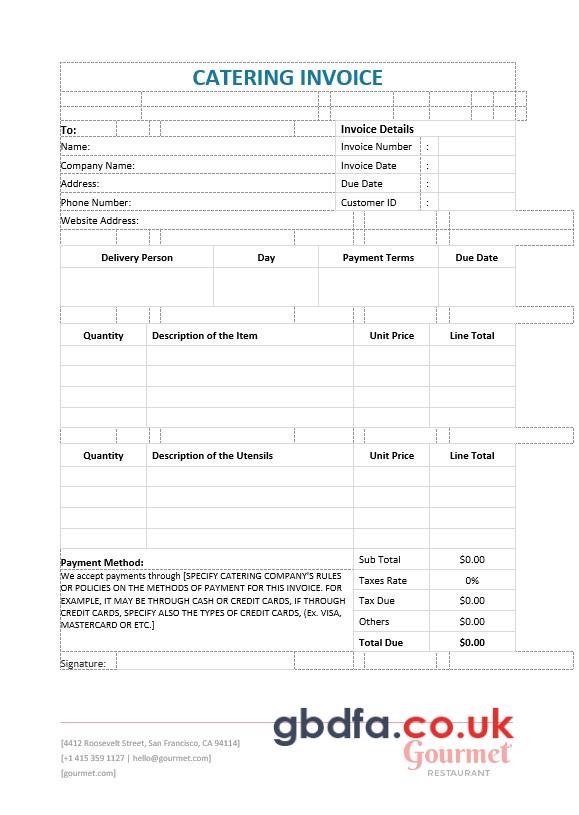 CATERING INVOICE
To:
Invoice Details
Name:
Invoice Number :
Company Name:
Invoice Date :
Address:
Due Date :
Phone Number:
Customer ID :
Website Address:
Delivery Person Day Payment Terms Due Date
Quantity Description of the Item Unit Price Line Total
Quantity Description of the Utensils Unit Price Line Total
Payment Method:
We accept payments through [SPECIFY CATERING COMPANY'S RULES
OR POLICIES ON THE METHODS OF PAYMENT FOR THIS INVOICE. FOR
EXAMPLE, IT MAY BE THROUGH CASH OR CREDIT CARDS, IF THROUGH
CREDIT CARDS, SPECIFY ALSO THE TYPES OF CREDIT CARDS, (Ex. VISA,
MASTERCARD OR ETC.]
Sub Total $0.00
Taxes Rate 0%
Tax Due $0.00
Others $0.00
Total Due $0.00
Signature:
gbdfa.co.uk
[4412 Roosevelt Street, San Francisco, CA 94114]
[+1 415 359 1127 | hello@gourmet.com]
[gourmet.com]
Gourmet
RESTAURANT